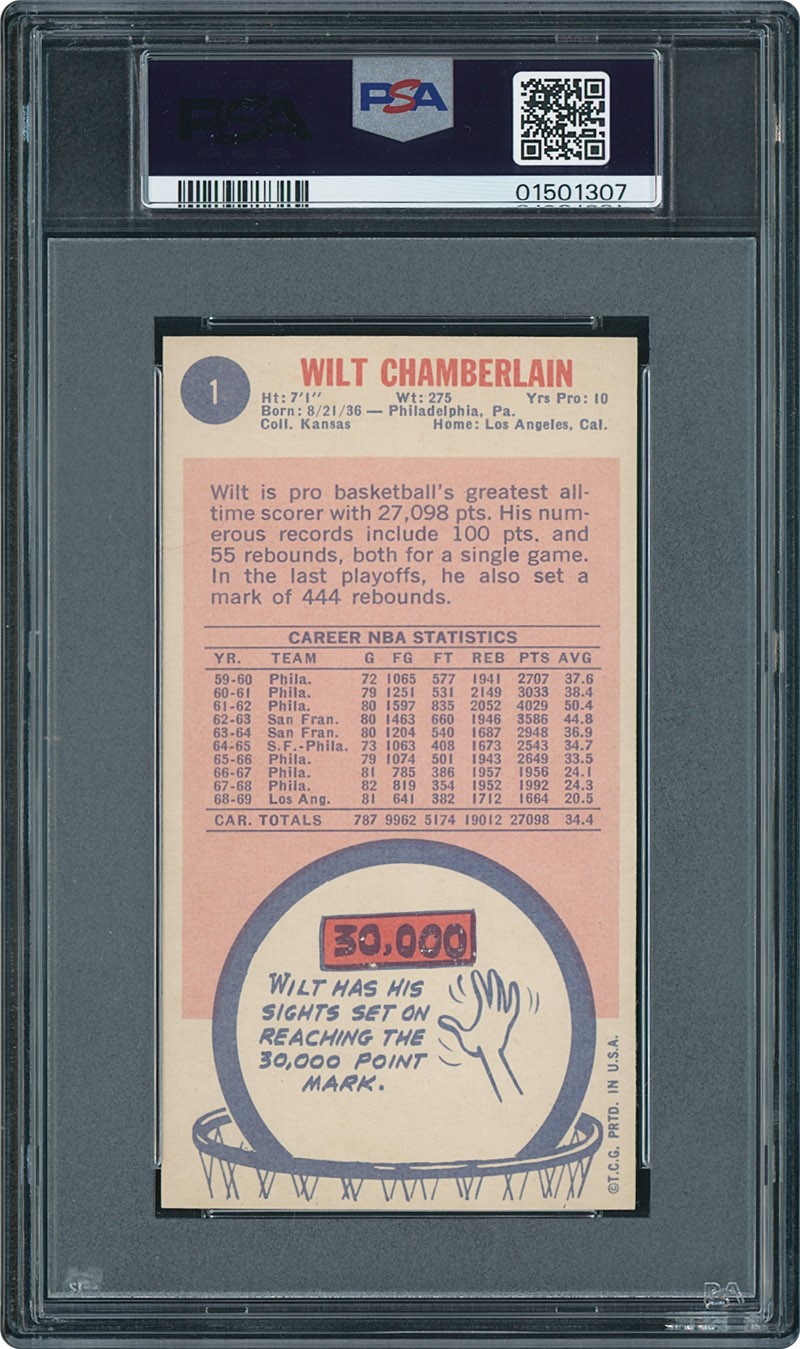 PSA
PSA
01501307
1
WILT CHAMBERLAIN
Ht: 7'1" Wt: 275 Yrs Pro: 10
Born: 8/21/36 — Philadelphia, Pa.
Coll. Kansas Home: Los Angeles, Cal.
Wilt is pro basketball's greatest all-
time scorer with 27,098 pts. His num-
erous records include 100 pts. and
55 rebounds, both for a single game.
In the last playoffs, he also set a
mark of 444 rebounds.
CAREER NBA STATISTICS
YR. TEAM G FG FT REB PTS AVG
59-60 Phila. 72 1065 577 1941 2707 37.6
60-61 Phila. 79 1251 531 2149 3033 38.4
61-62 Phila. 80 1597 835 2052 4029 50.4
62-63 San Fran. 80 1463 660 1946 3586 44.8
63-64 San Fran. 80 1204 540 1687 2948 36.9
64-65 S.F.-Phila. 73 1063 408 1673 2543 34.7
65-66 Phila. 79 1074 501 1943 2649 33.5
66-67 Phila. 81 785 386 1957 1956 24.1
67-68 Phila. 82 819 354 1952 1992 24.3
68-69 Los Ang. 81 641 382 1712 1664 20.5
CAR. TOTALS 787 9962 5174 19012 27098 34.4
30,000
WILT HAS HIS
SIGHTS SET ON
REACHING THE
30,000 POINT
MARK.
©T.C.G. PRTD. IN U.S.A.